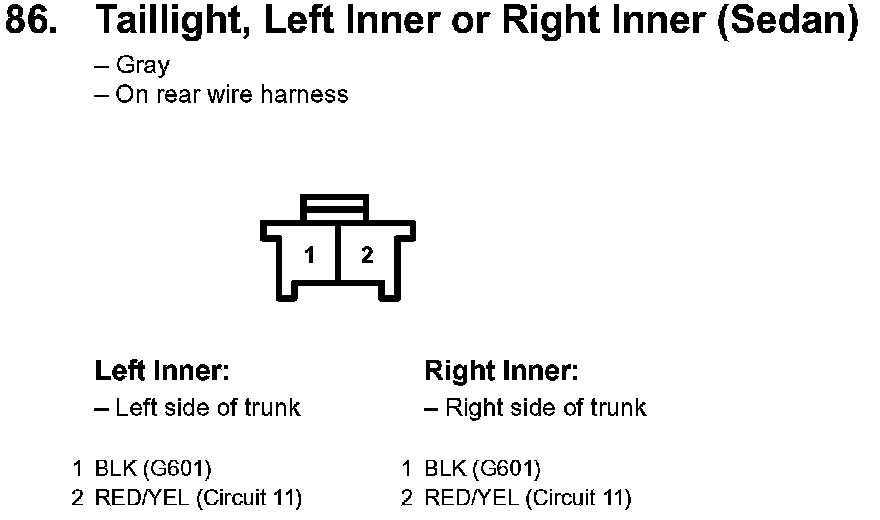 86. Taillight, Left Inner or Right Inner (Sedan)
– Gray
– On rear wire harness
1 2
Left Inner:
– Left side of trunk
1 BLK (G601)
2 RED/YEL (Circuit 11)
Right Inner:
– Right side of trunk
1 BLK (G601)
2 RED/YEL (Circuit 11)